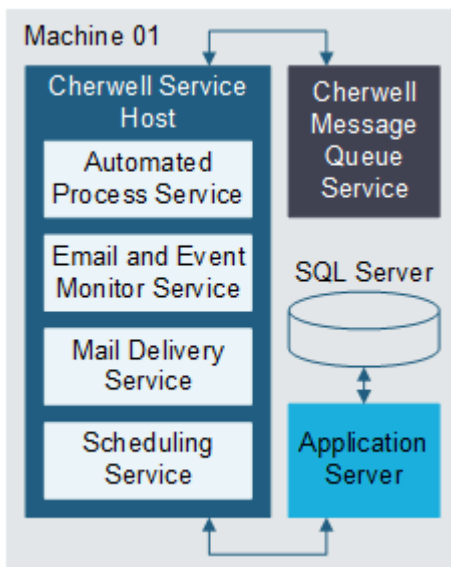 Machine 01
Cherwell Service
Host
Automated
Process Service
Email and Event
Monitor Service
Mail Delivery
Service
Scheduling
Service
Cherwell
Message
Queue
Service
SQL Server
Application
Server